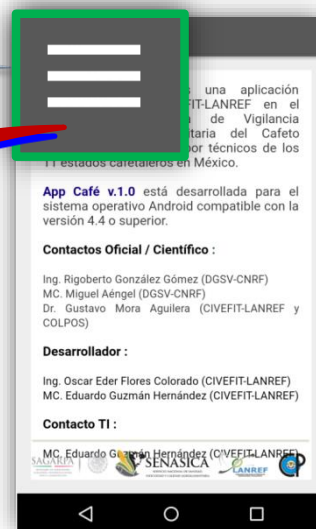 una aplicación
FIT-LANREF en el
de Vigilancia
itaria del Cafeto
por técnicos de los
11 estados cafetaleros en México.
App Café v.1.0 está desarrollada para el
sistema operativo Android compatible con la
versión 4.4 o superior.
Contactos Oficial / Científico :
Ing. Rigoberto González Gómez (DGSV-CNRF)
MC. Miguel Aéngel (DGSV-CNRF)
Dr. Gustavo Mora Aguilera (CIVEFIT-LANREF y
COLPOS)
Desarrollador :
Ing. Oscar Eder Flores Colorado (CIVEFIT-LANREF)
MC. Eduardo Guzmán Hernández (CIVEFIT-LANREF)
Contacto TI :
MC. Eduardo Guzmán Hernández (CIVEFIT-LANREF)
SAGARPA SENASICA LANREF